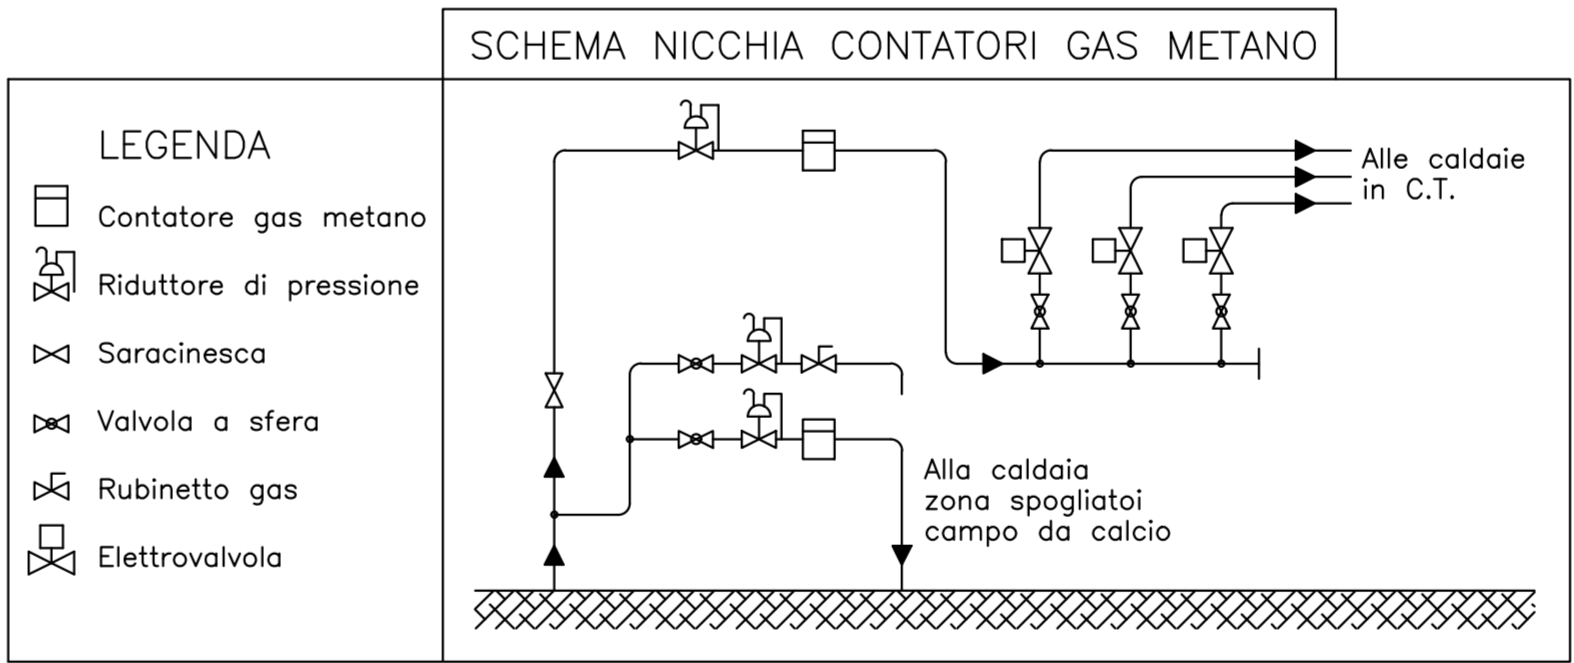 SCHEMA NICCHIA CONTATORI GAS METANO
LEGENDA
Contatore gas metano
Riduttore di pressione
Saracinesca
Valvola a sfera
Rubinetto gas
Elettrovalvola
Alle caldaie
in C.T.
Alla caldaia
zona spogliatoi
campo da calcio